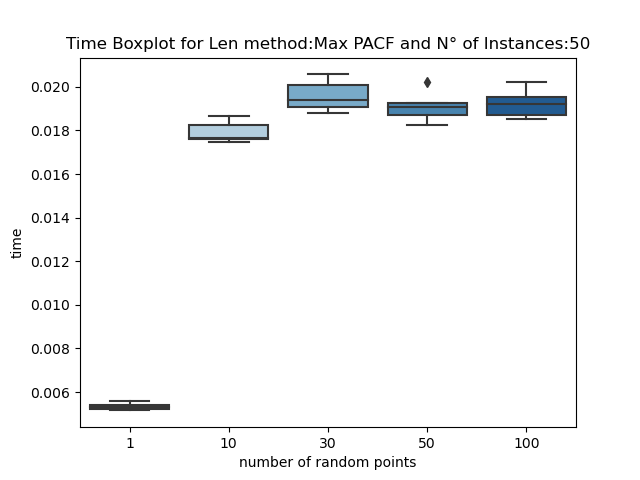 Time Boxplot for Len method:Max PACF and N° of Instances:50
0.020
0.018
0.016
0.014
0.012
0.010
0.008
0.006
time
1 10 30 50 100
number of random points